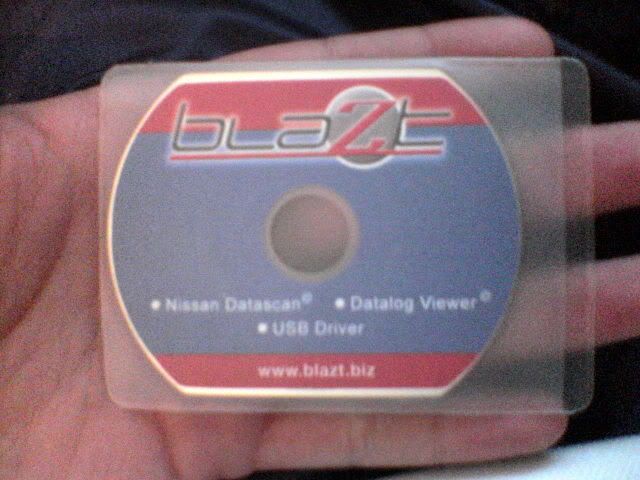 blaZt
• Nissan Datascan© • Datalog Viewer©
• USB Driver
www.blazt.biz